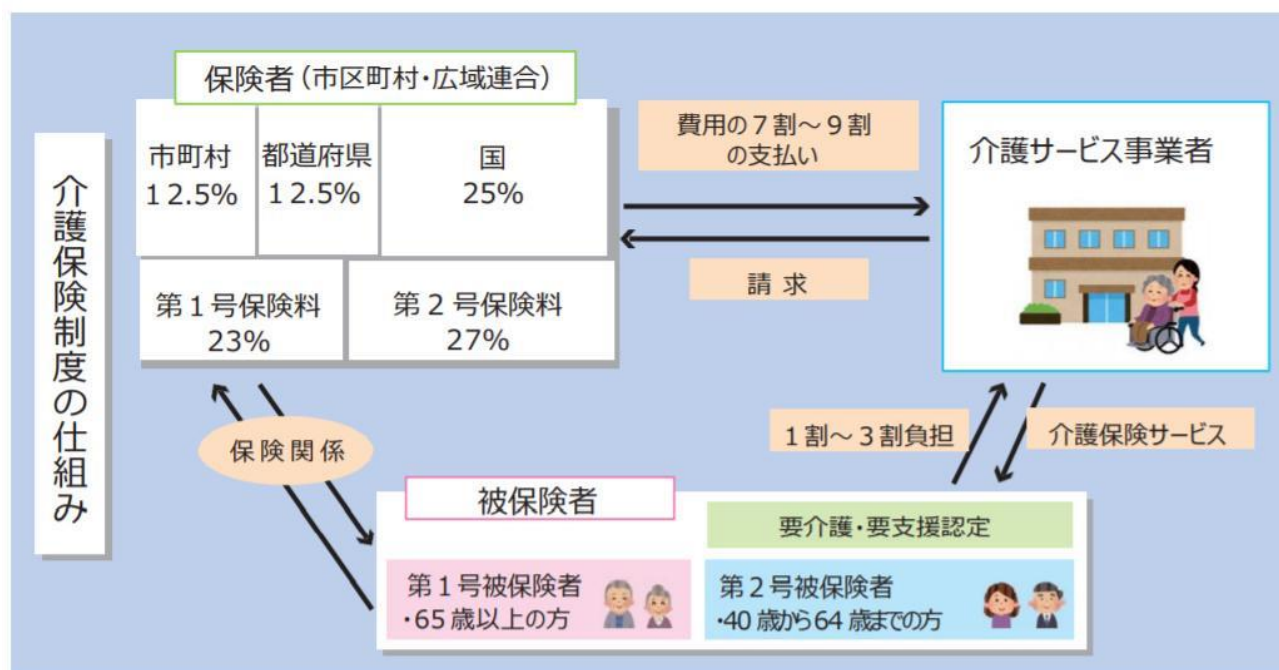 介護保険制度の仕組み
保険者(市区町村・広域連合)
市町村
12.5%
都道府県
12.5%
国
25%
第1号保険料
23%
第2号保険料
27%
費用の7割～9割
の支払い
請求
介護サービス事業者
保険関係
1割～3割負担
介護保険サービス
被保険者
要介護・要支援認定
第1号被保険者
・65歳以上の方
第2号被保険者
・40歳から64歳までの方